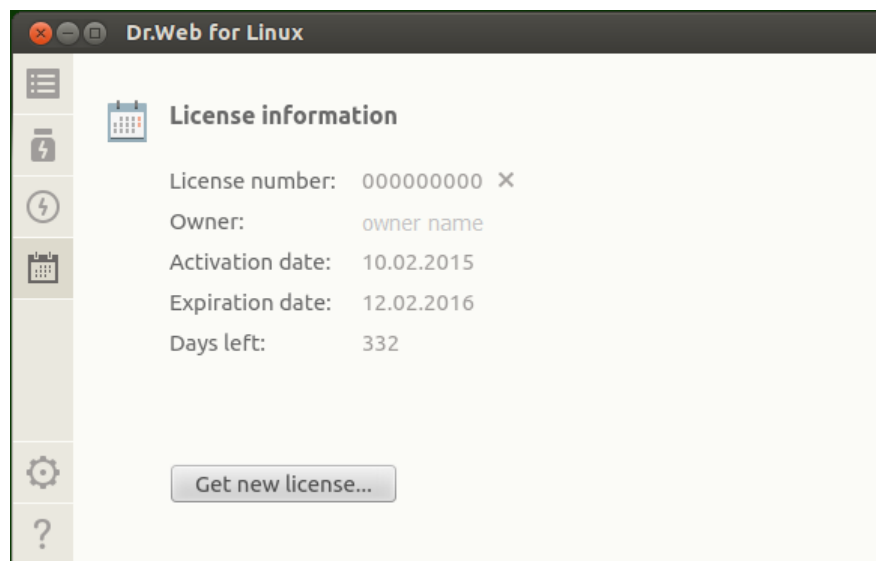 Dr.Web for Linux
License information
License number: 000000000 ✕
Owner: owner name
Activation date: 10.02.2015
Expiration date: 12.02.2016
Days left: 332
Get new license...
?